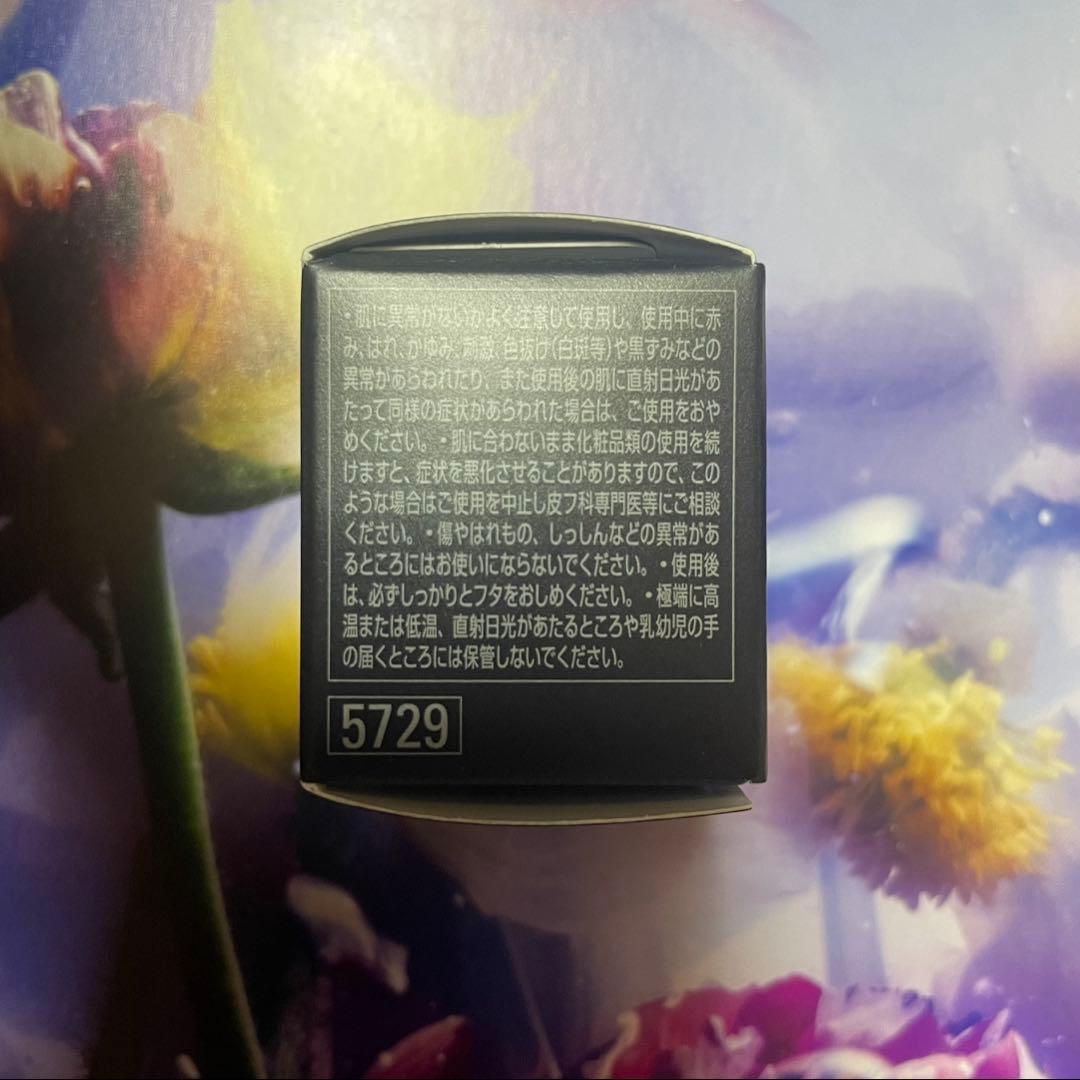 ・肌に異常がないかよく注意して使用し、使用中に赤
み、はれ、かゆみ、刺激、色抜け(白斑等)や黒ずみなどの
異常があらわれたり、また使用後の肌に直射日光があ
たって同様の症状があらわれた場合は、ご使用をおや
めください。・肌に合わないまま化粧品類の使用を続
けますと、症状を悪化させることがありますので、この
ような場合はご使用を中止し皮フ科専門医等にご相談
ください。・傷やはれもの、しっしんなどの異常があ
るところにはお使いにならないでください。・使用後
は、必ずしっかりとフタをおしめください。・極端に高
温または低温、直射日光があたるところや乳幼児の手
の届くところには保管しないでください。
5729